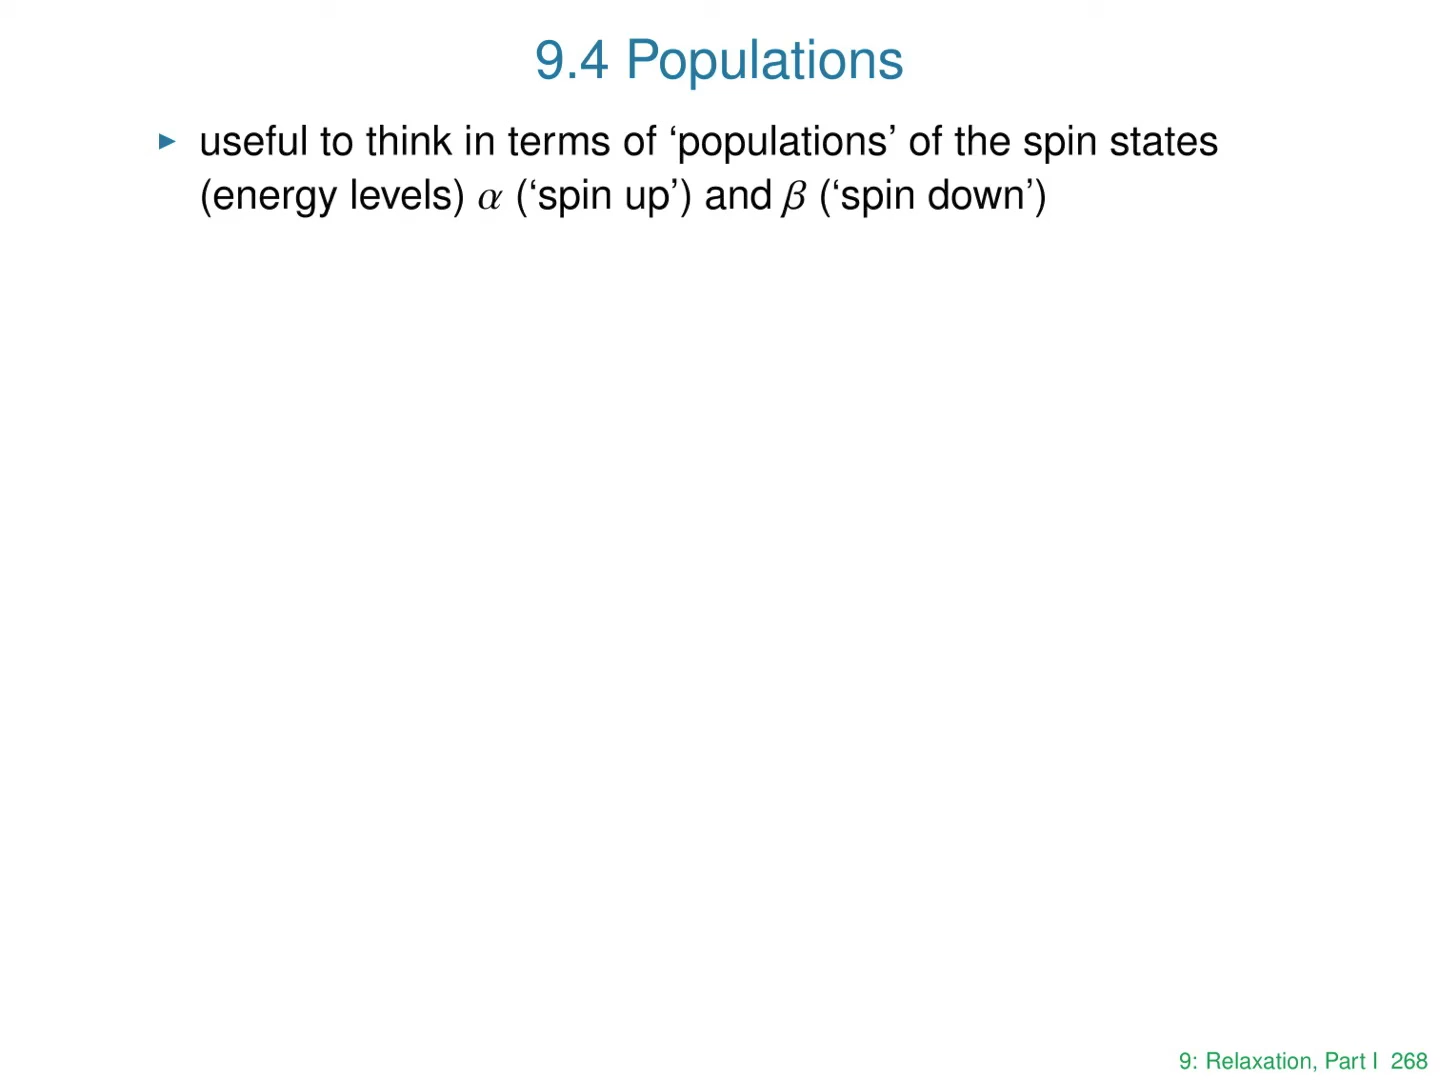 9.4 Populations
▶ useful to think in terms of ‘populations’ of the spin states
(energy levels) α (‘spin up’) and β (‘spin down’)
9: Relaxation, Part I 268